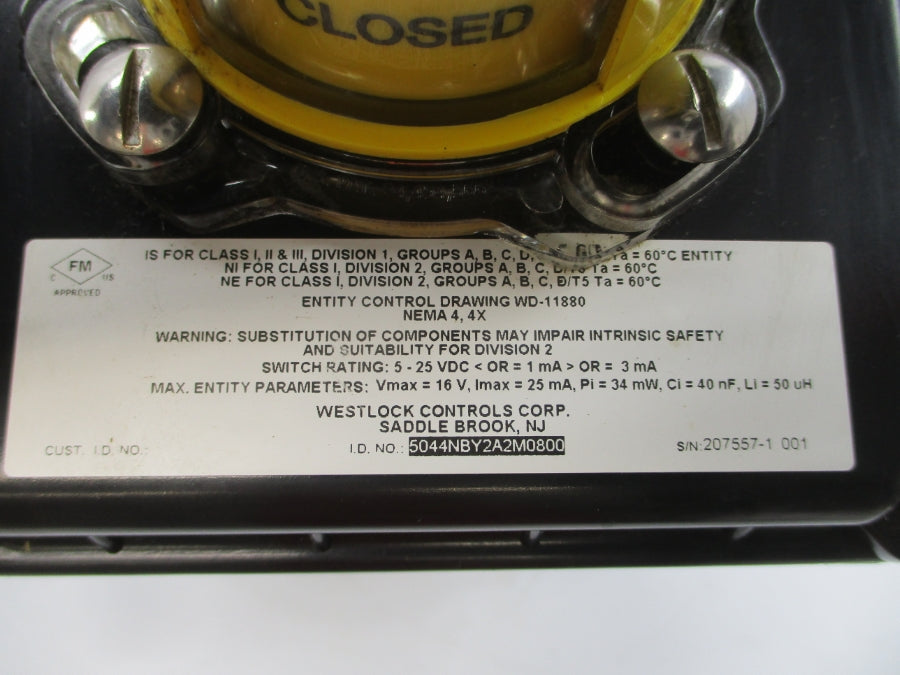 CLOSED
FM
C US
APPROVED
IS FOR CLASS I, II & III, DIVISION 1, GROUPS A, B, C, D, Ta = 60°C ENTITY
NI FOR CLASS I, DIVISION 2, GROUPS A, B, C, D/T6 Ta = 60°C
NE FOR CLASS I, DIVISION 2, GROUPS A, B, C, D/T5 Ta = 60°C
ENTITY CONTROL DRAWING WD-11880
NEMA 4, 4X
WARNING: SUBSTITUTION OF COMPONENTS MAY IMPAIR INTRINSIC SAFETY
AND SUITABILITY FOR DIVISION 2
SWITCH RATING: 5 - 25 VDC < OR = 1 mA > OR = 3 mA
MAX. ENTITY PARAMETERS: Vmax = 16 V, Imax = 25 mA, Pi = 34 mW, Ci = 40 nF, Li = 50 uH
WESTLOCK CONTROLS CORP.
SADDLE BROOK, NJ
CUST. I.D. NO.: I.D. NO.: 5044NBY2A2M0800 S/N: 207557-1 001